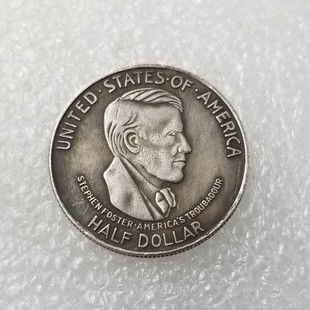 UNITED·STATES·OF·AMERICA
STEPHEN FOSTER·AMERICA'S TROUBADOUR
HALF DOLLAR